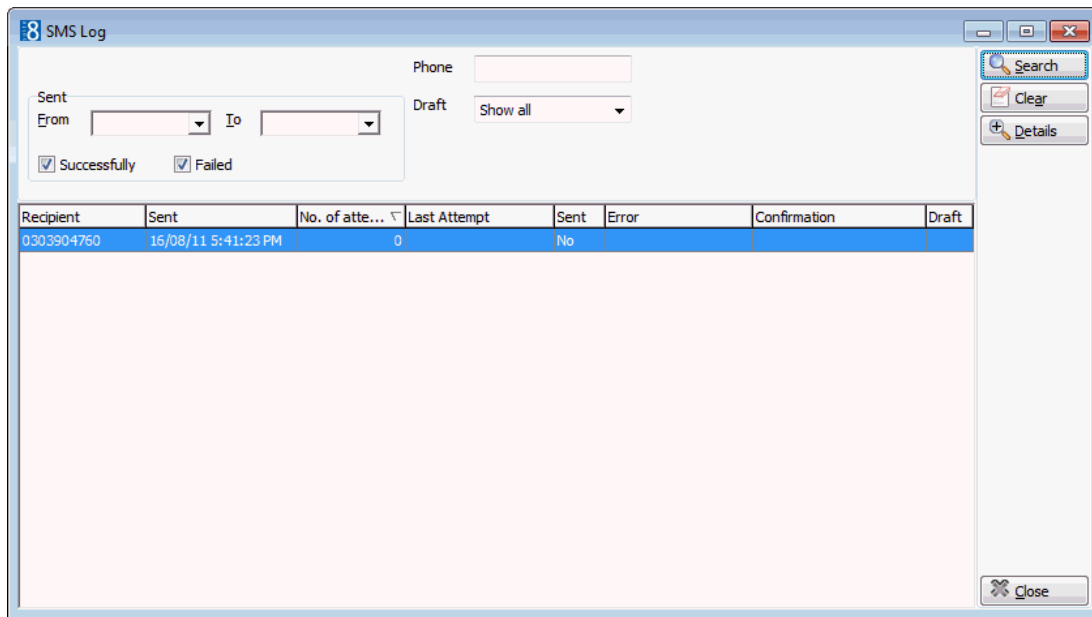 8 SMS Log
Phone
Search
Sent
From
To
Draft
Show all
Clear
Details
Successfully
Failed
Recipient Sent No. of atte... Last Attempt Sent Error Confirmation Draft
0303904760 16/08/11 5:41:23 PM 0 No
Close